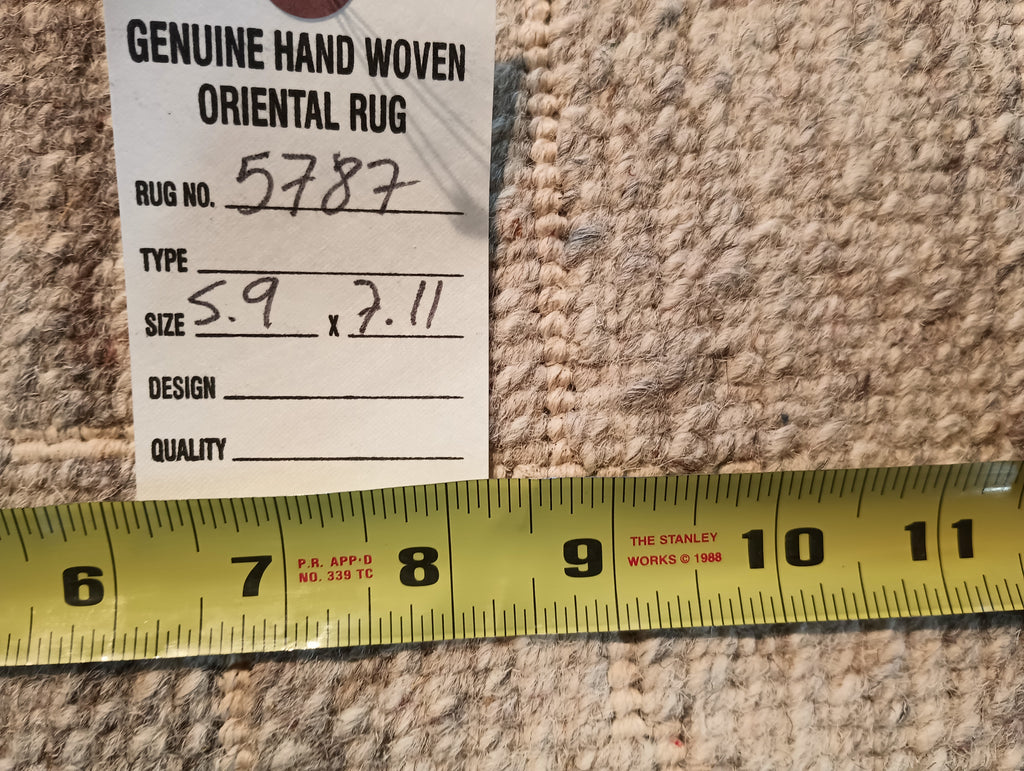 GENUINE HAND WOVEN
ORIENTAL RUG
RUG NO. 5787
TYPE
SIZE 5.9 X 7.11
DESIGN
QUALITY
6 7 P.R. APP'D 8 9 THE STANLEY 10 11
NO. 339 TC WORKS © 1988